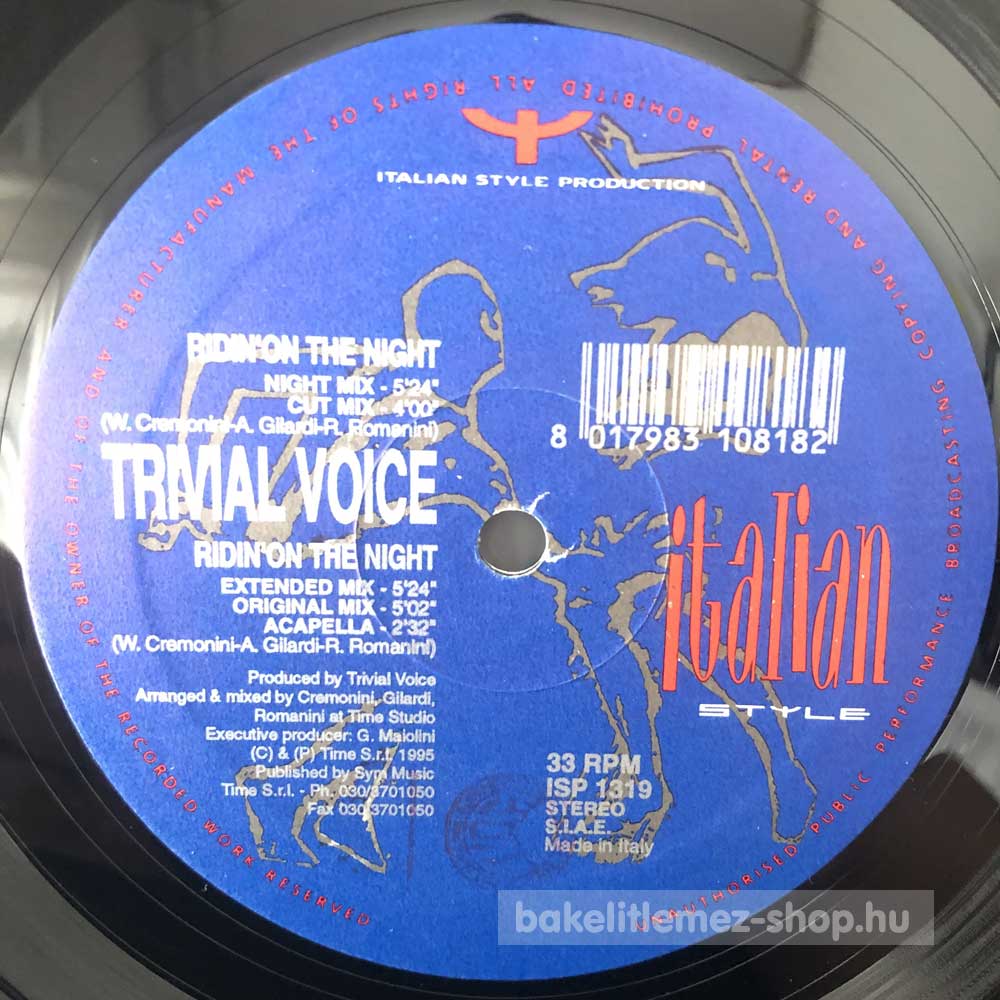 ALL RIGHTS OF THE MANUFACTURER AND OF THE OWNER OF THE RECORDED WORK RESERVED
UNAUTHORISED PUBLIC PERFORMANCE BROADCASTING COPYING AND RENTAL PROHIBITED
ITALIAN STYLE PRODUCTION
RIDIN'ON THE NIGHT
NIGHT MIX - 5'24"
CUT MIX - 4'00"
(W. Cremonini-A. Gilardi-R. Romanini)
TRIVIAL VOICE
RIDIN'ON THE NIGHT
EXTENDED MIX - 5'24"
ORIGINAL MIX - 5'02"
ACAPELLA - 2'32"
(W. Cremonini-A. Gilardi-R. Romanini)
Produced by Trivial Voice
Arranged & mixed by Cremonini, Gilardi,
Romanini at Time Studio
Executive producer: G. Maiolini
(C) & (P) Time S.r.l. 1995
Published by Sym Music
Time S.r.l. - Ph. 030/3701050
Fax 030/3701050
8 017983 108182
italian
STYLE
33 RPM
ISP 1319
STEREO
S.I.A.E.
Made in Italy
bakelitlemez-shop.hu